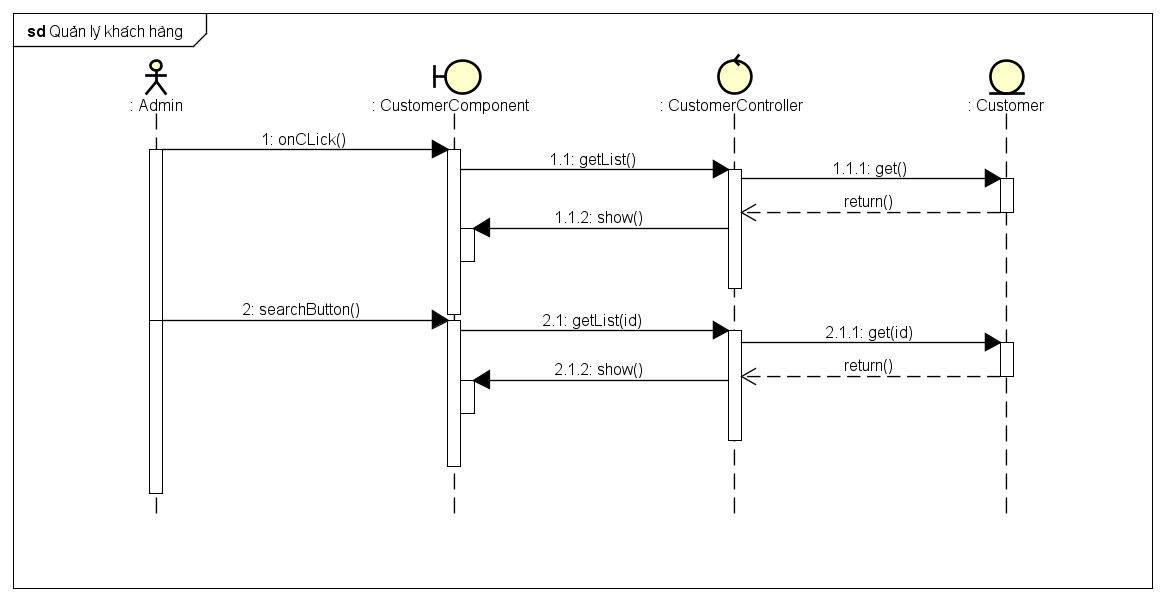 sd Quản lý khách hàng
: Admin
: CustomerComponent
: CustomerController
: Customer
1: onCLick()
1.1: getList()
1.1.1: get()
return()
1.1.2: show()
2: searchButton()
2.1: getList(id)
2.1.1: get(id)
return()
2.1.2: show()